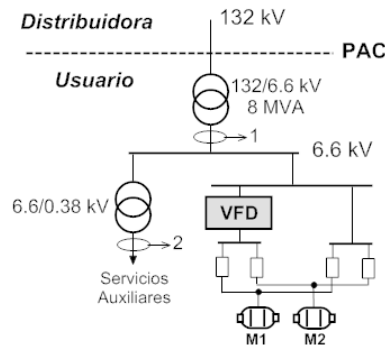 Distribuidora
132 kV
PAC
Usuario
132/6.6 kV
8 MVA
1
6.6 kV
6.6/0.38 kV
VFD
2
Servicios
Auxiliares
M1
M2